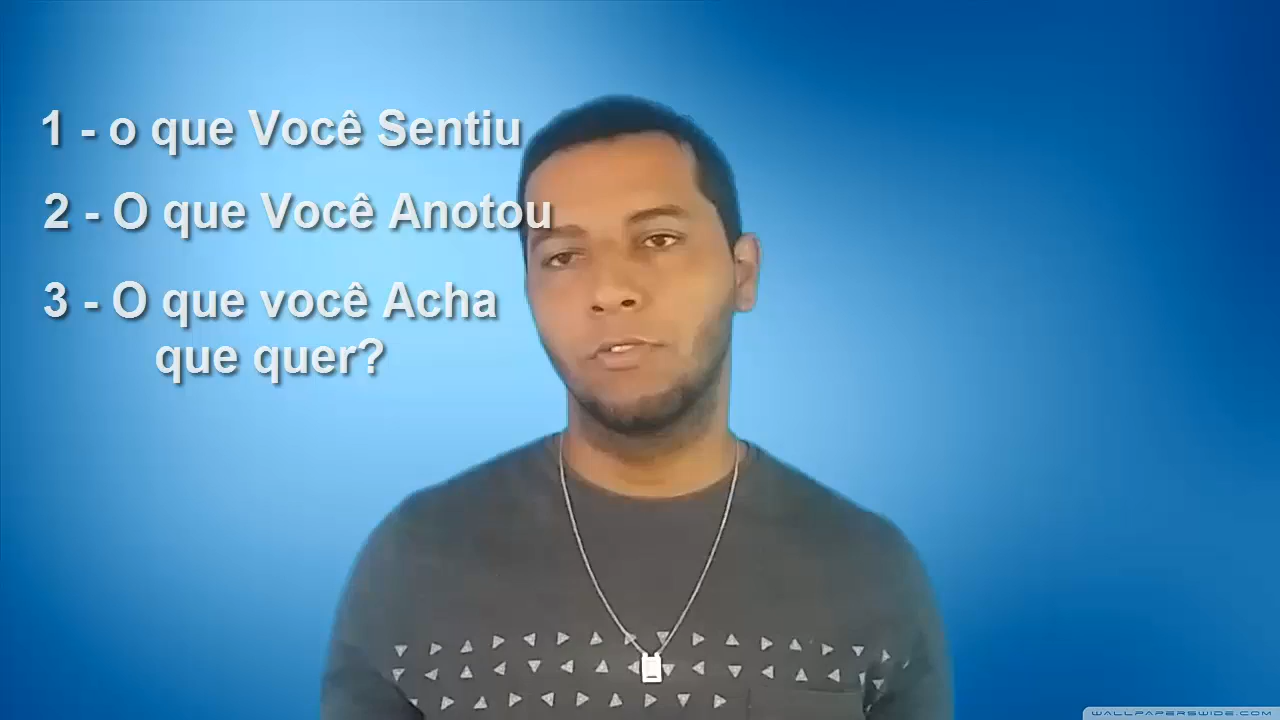 1 - o que Você Sentiu
2 - O que Você Anotou
3 - O que você Acha
que quer?
WALLPAPERSWIDE.COM